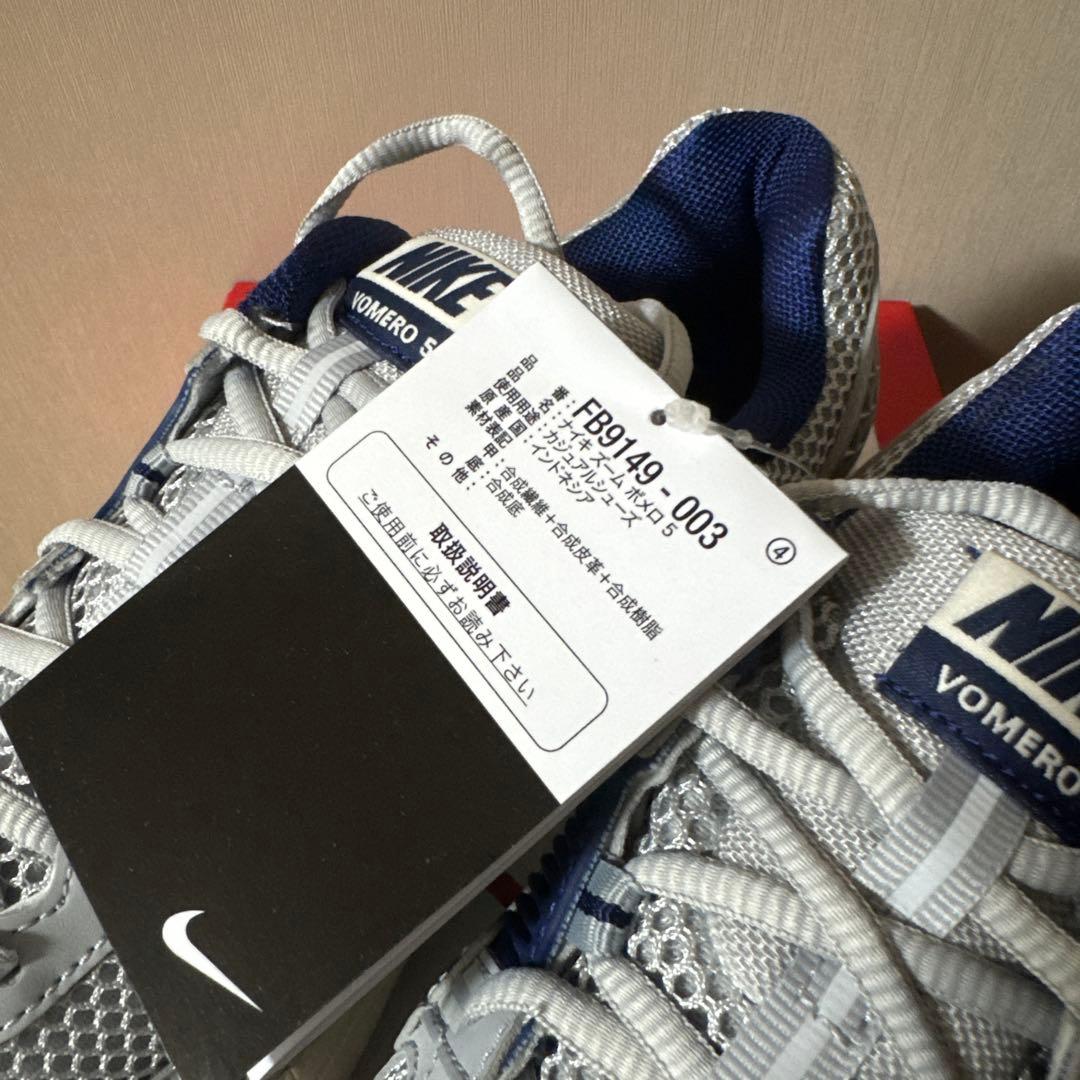 NIKE
VOMERO 5
品　　番：FB9149 - 003
品　　名：ナイキ ズーム ボメロ 5
使用用途：カジュアルシューズ
原 産 国：インドネシア
素材表記　甲：合成繊維＋合成皮革＋合成樹脂
底：合成底
そ の 他：
④
取扱説明書
ご使用前に必ずお読み下さい
VOMERO